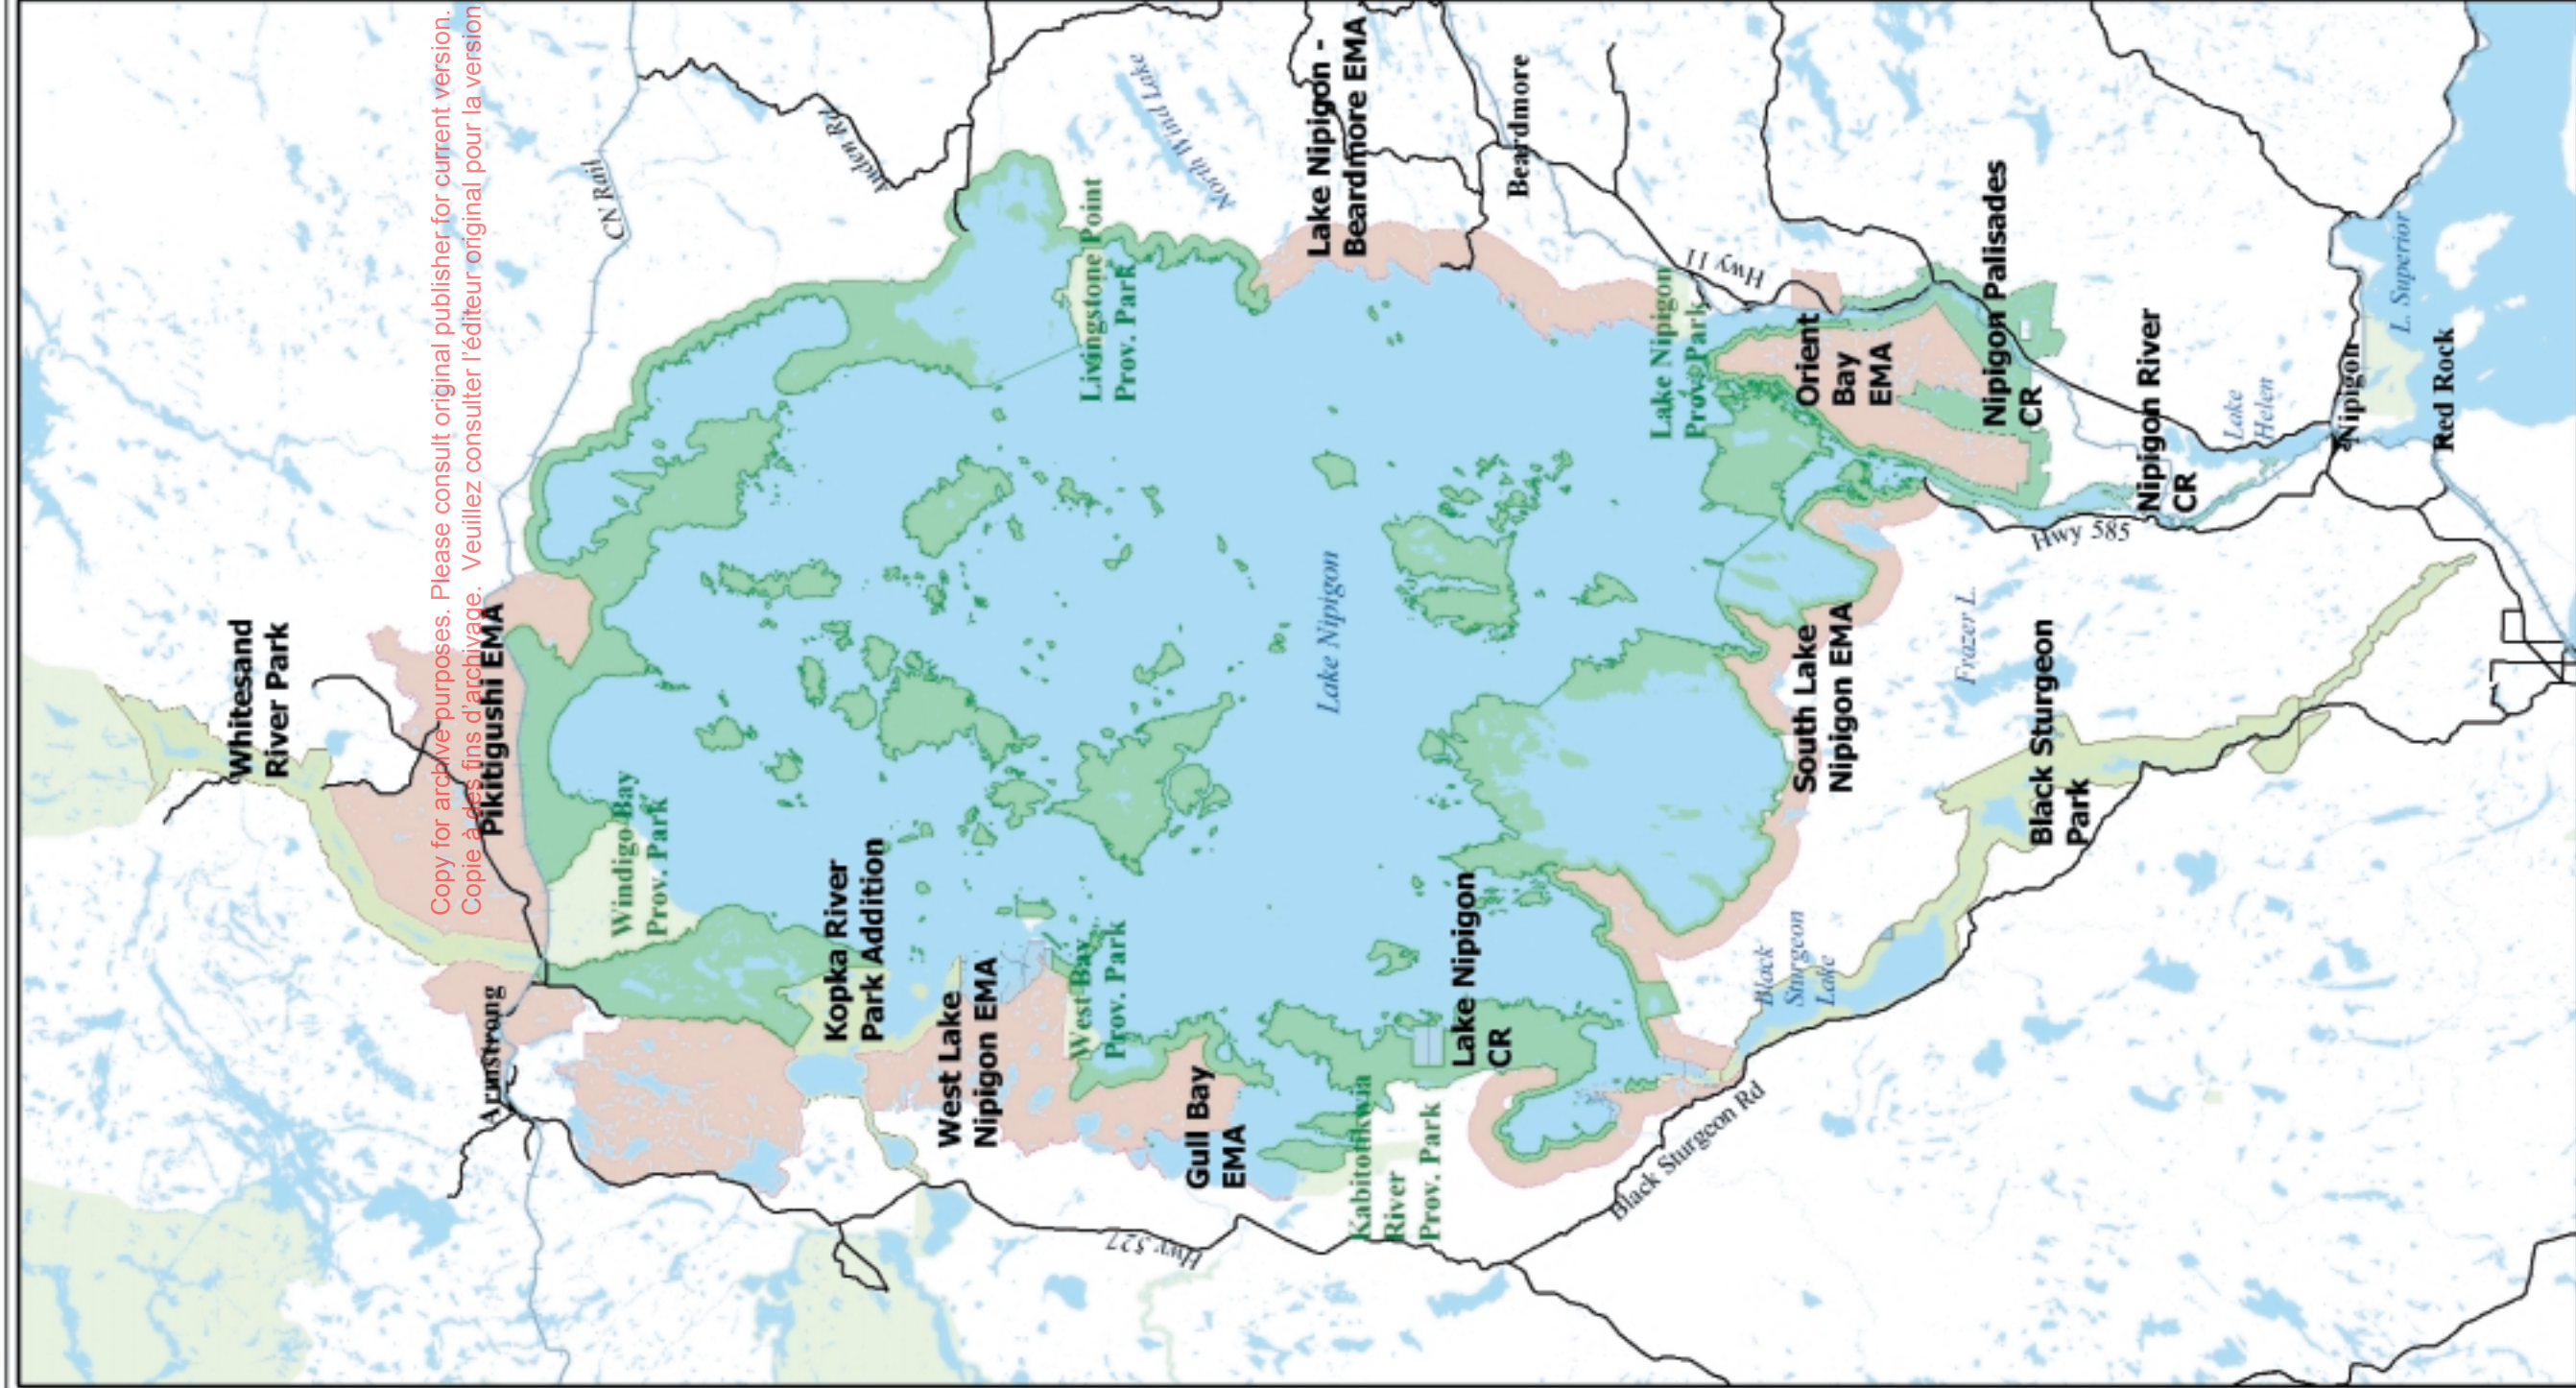 Copy for archive purposes. Please consult original publisher for current version.
Copie à des fins d'archivage. Veuillez consulter l'éditeur original pour la version
Whitesand
River Park
Pikitigushi EMA
Armstrong
CN Rail
Auden Rd
Windigo Bay
Prov. Park
Kopka River
Park Addition
West Lake
Nipigon EMA
West Bay
Prov. Park
Livingstone Point
Prov. Park
North Wind Lake
Gull Bay
EMA
Hwy 527
Lake Nipigon
Lake Nipigon -
Beardmore EMA
Kabitotikwia
River
Prov. Park
Lake Nipigon
CR
Beardmore
Black Sturgeon Rd
Lake Nipigon
Prov. Park
Hwy 11
Black
Sturgeon
Lake
South Lake
Nipigon EMA
Orient
Bay
EMA
Frazer L.
Nipigon Palisades
CR
Black Sturgeon
Park
Hwy 585
Nipigon River
CR
Lake
Helen
Nipigon
L. Superior
Red Rock